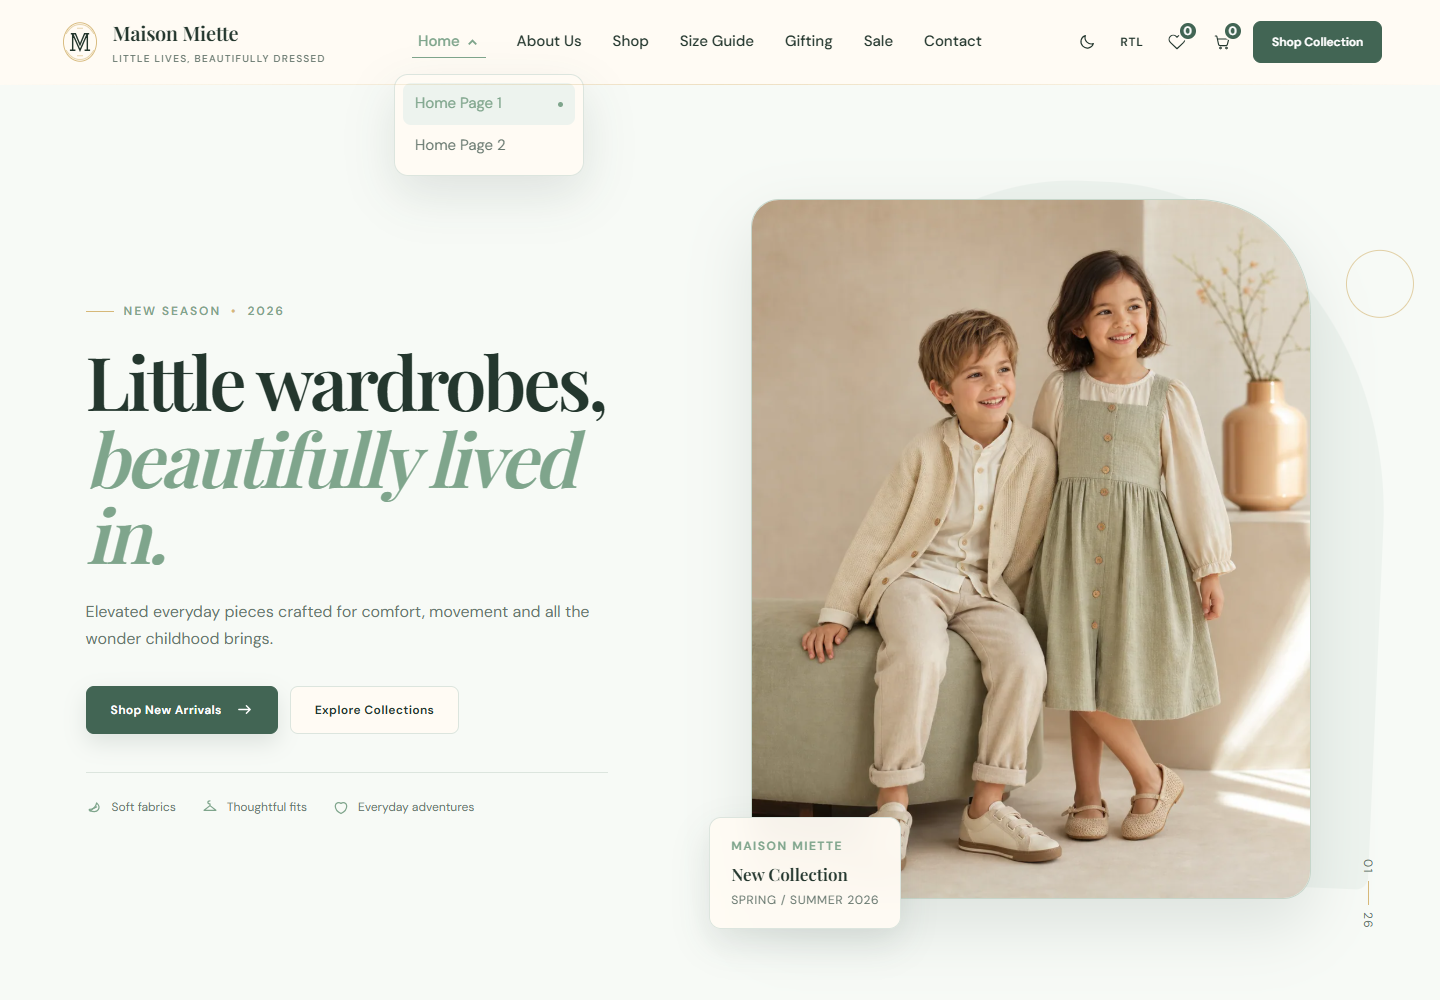 M
Maison Miette
LITTLE LIVES, BEAUTIFULLY DRESSED
Home
About Us
Shop
Size Guide
Gifting
Sale
Contact
RTL
0
0
Shop Collection
Home Page 1
Home Page 2
NEW SEASON • 2026
Little wardrobes,
beautifully lived
in.
Elevated everyday pieces crafted for comfort, movement and all the
wonder childhood brings.
Shop New Arrivals
Explore Collections
Soft fabrics
Thoughtful fits
Everyday adventures
MAISON MIETTE
New Collection
SPRING / SUMMER 2026
01 — 26